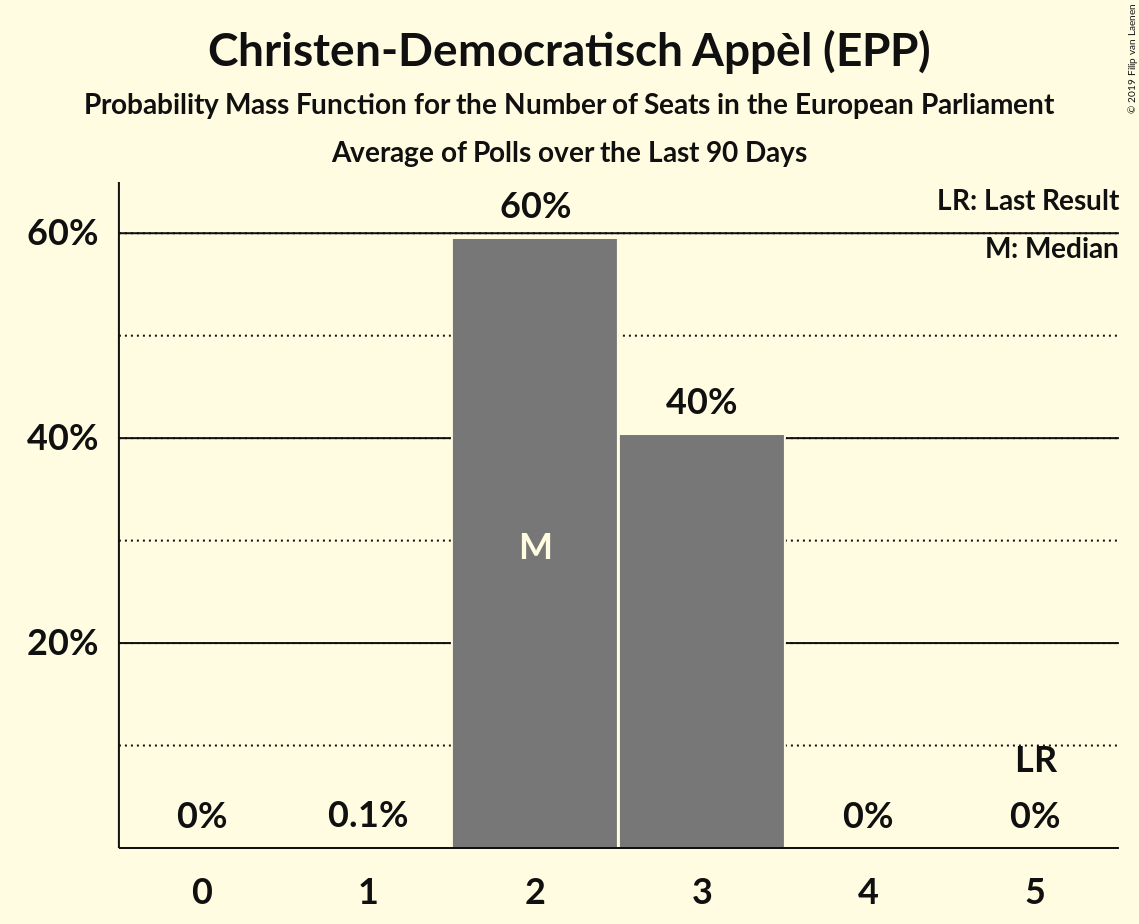 Christen-Democratisch Appèl (EPP)
Probability Mass Function for the Number of Seats in the European Parliament
Average of Polls over the Last 90 Days
© 2019 Filip van Laenen
LR: Last Result
M: Median
60%
40%
20%
0%
0.1%
60%
M
40%
0%
LR
0%
0 1 2 3 4 5